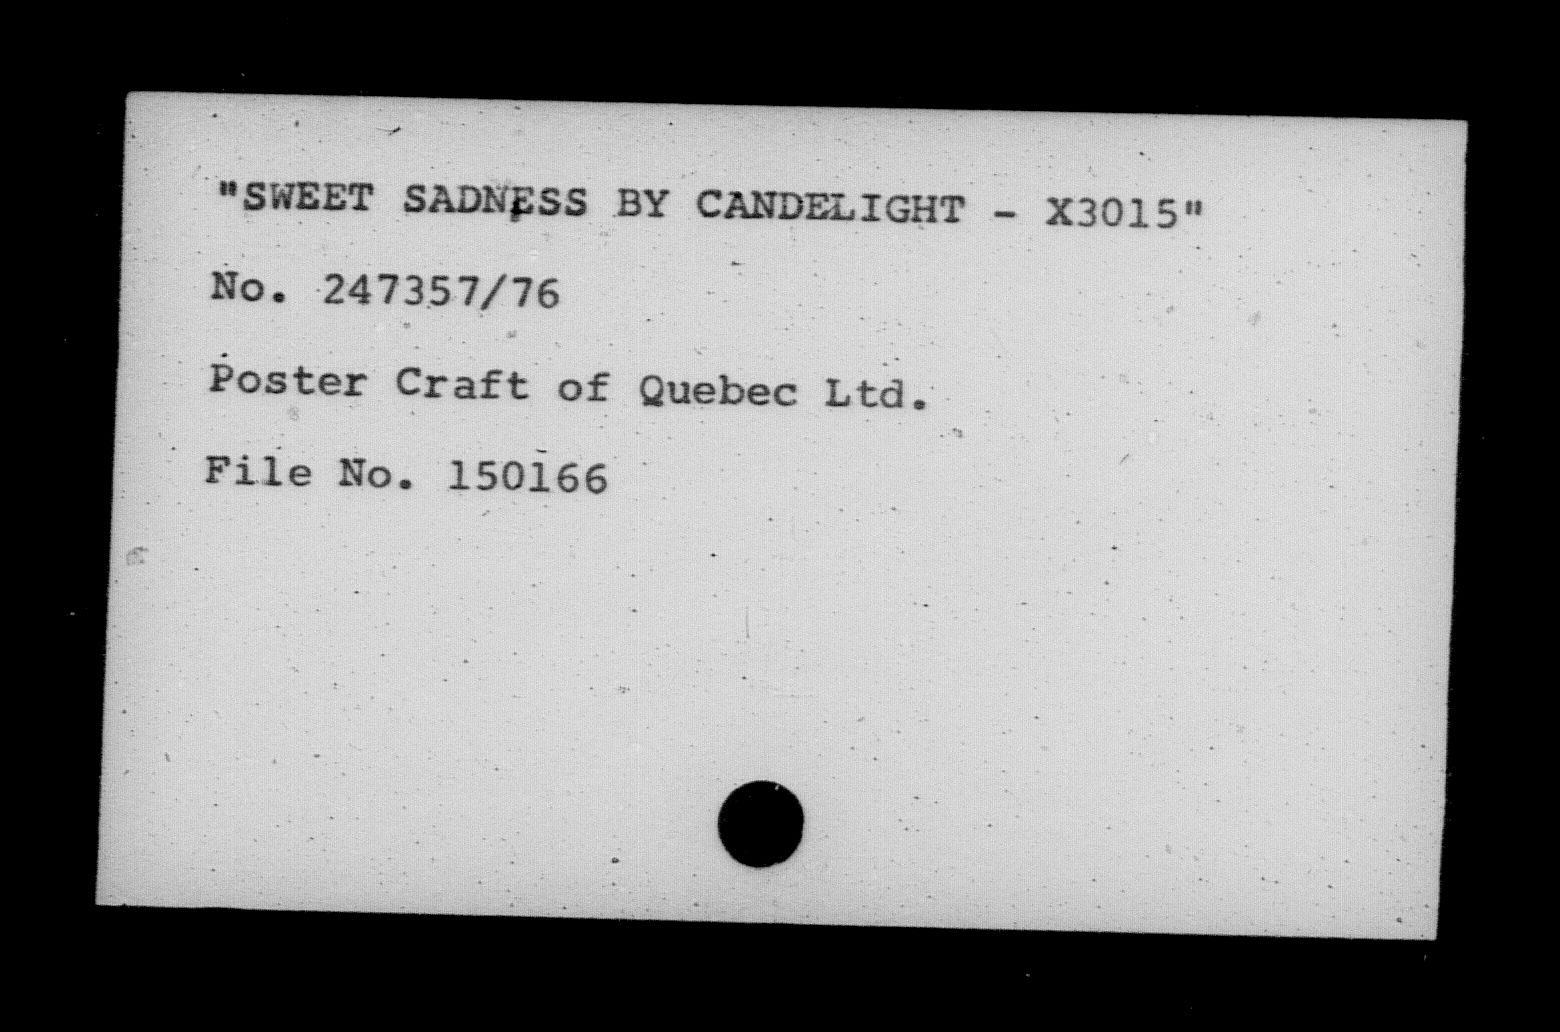 "SWEET SADNESS BY CANDELIGHT - X3015"
No. 247357/76
Poster Craft of Quebec Ltd.
File No. 150166